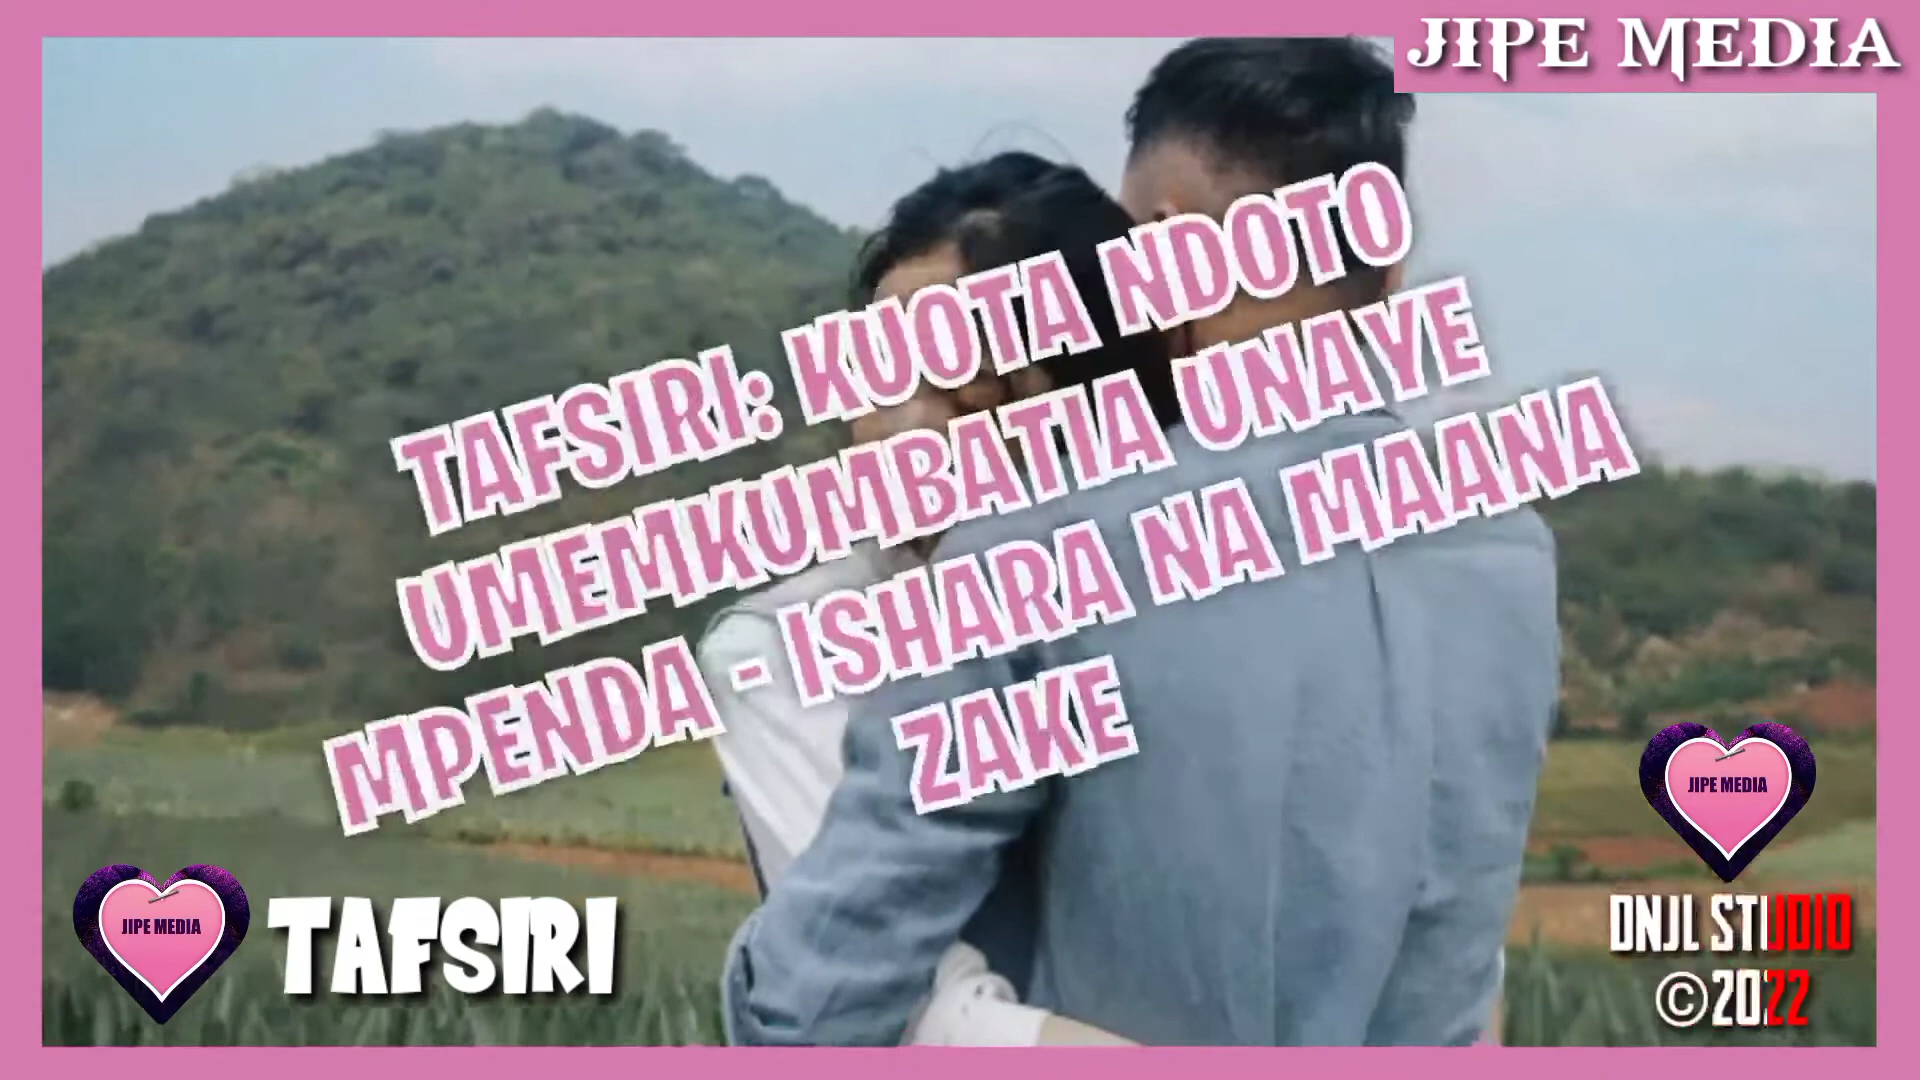 JIPE MEDIA
TAFSIRI: KUOTA NDOTO
UMEMKUMBATIA UNAYE
MPENDA - ISHARA NA MAANA
ZAKE
JIPE MEDIA
JIPE MEDIA
TAFSIRI
DNJL STUDIO
©2022